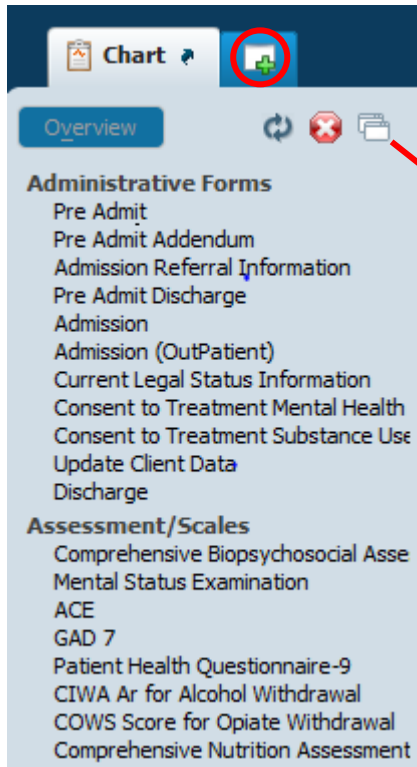 Chart
Overview
Administrative Forms
Pre Admit
Pre Admit Addendum
Admission Referral Information
Pre Admit Discharge
Admission
Admission (OutPatient)
Current Legal Status Information
Consent to Treatment Mental Health
Consent to Treatment Substance Use
Update Client Data
Discharge
Assessment/Scales
Comprehensive Biopsychosocial Asse
Mental Status Examination
ACE
GAD 7
Patient Health Questionnaire-9
CIWA Ar for Alcohol Withdrawal
COWS Score for Opiate Withdrawal
Comprehensive Nutrition Assessment